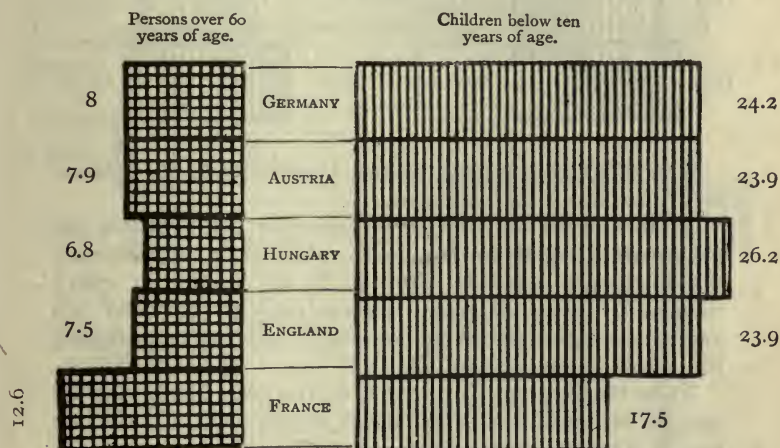 Persons over 60
years of age.
Children below ten
years of age.
8 GERMANY 24.2
7.9 AUSTRIA 23.9
6.8 HUNGARY 26.2
7.5 ENGLAND 23.9
12.6 FRANCE 17.5